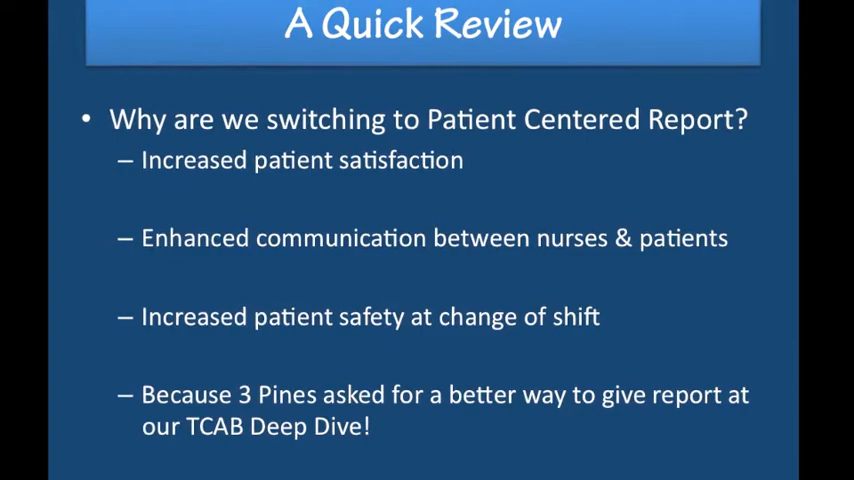 A Quick Review
• Why are we switching to Patient Centered Report?
– Increased patient satisfaction
– Enhanced communication between nurses & patients
– Increased patient safety at change of shift
– Because 3 Pines asked for a better way to give report at
our TCAB Deep Dive!